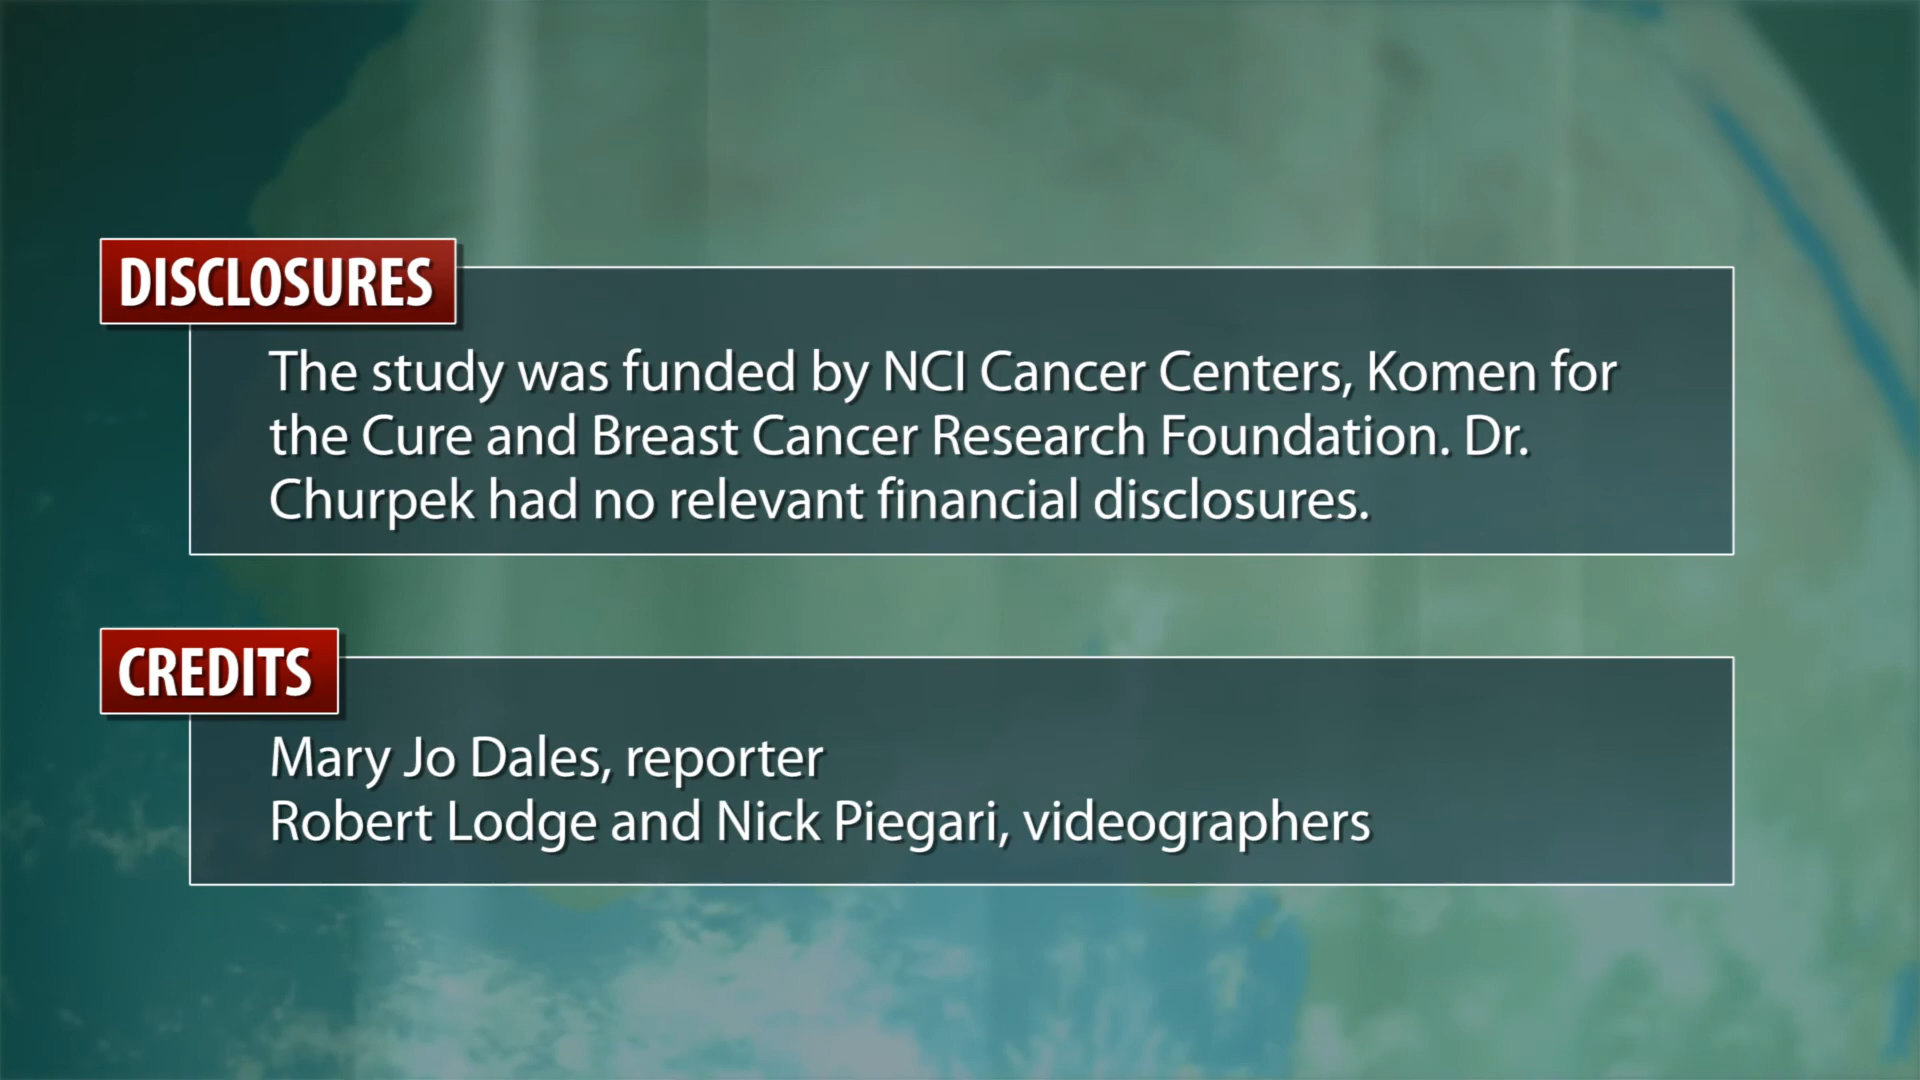 DISCLOSURES
The study was funded by NCI Cancer Centers, Komen for
the Cure and Breast Cancer Research Foundation. Dr.
Churpek had no relevant financial disclosures.
CREDITS
Mary Jo Dales, reporter
Robert Lodge and Nick Piegari, videographers